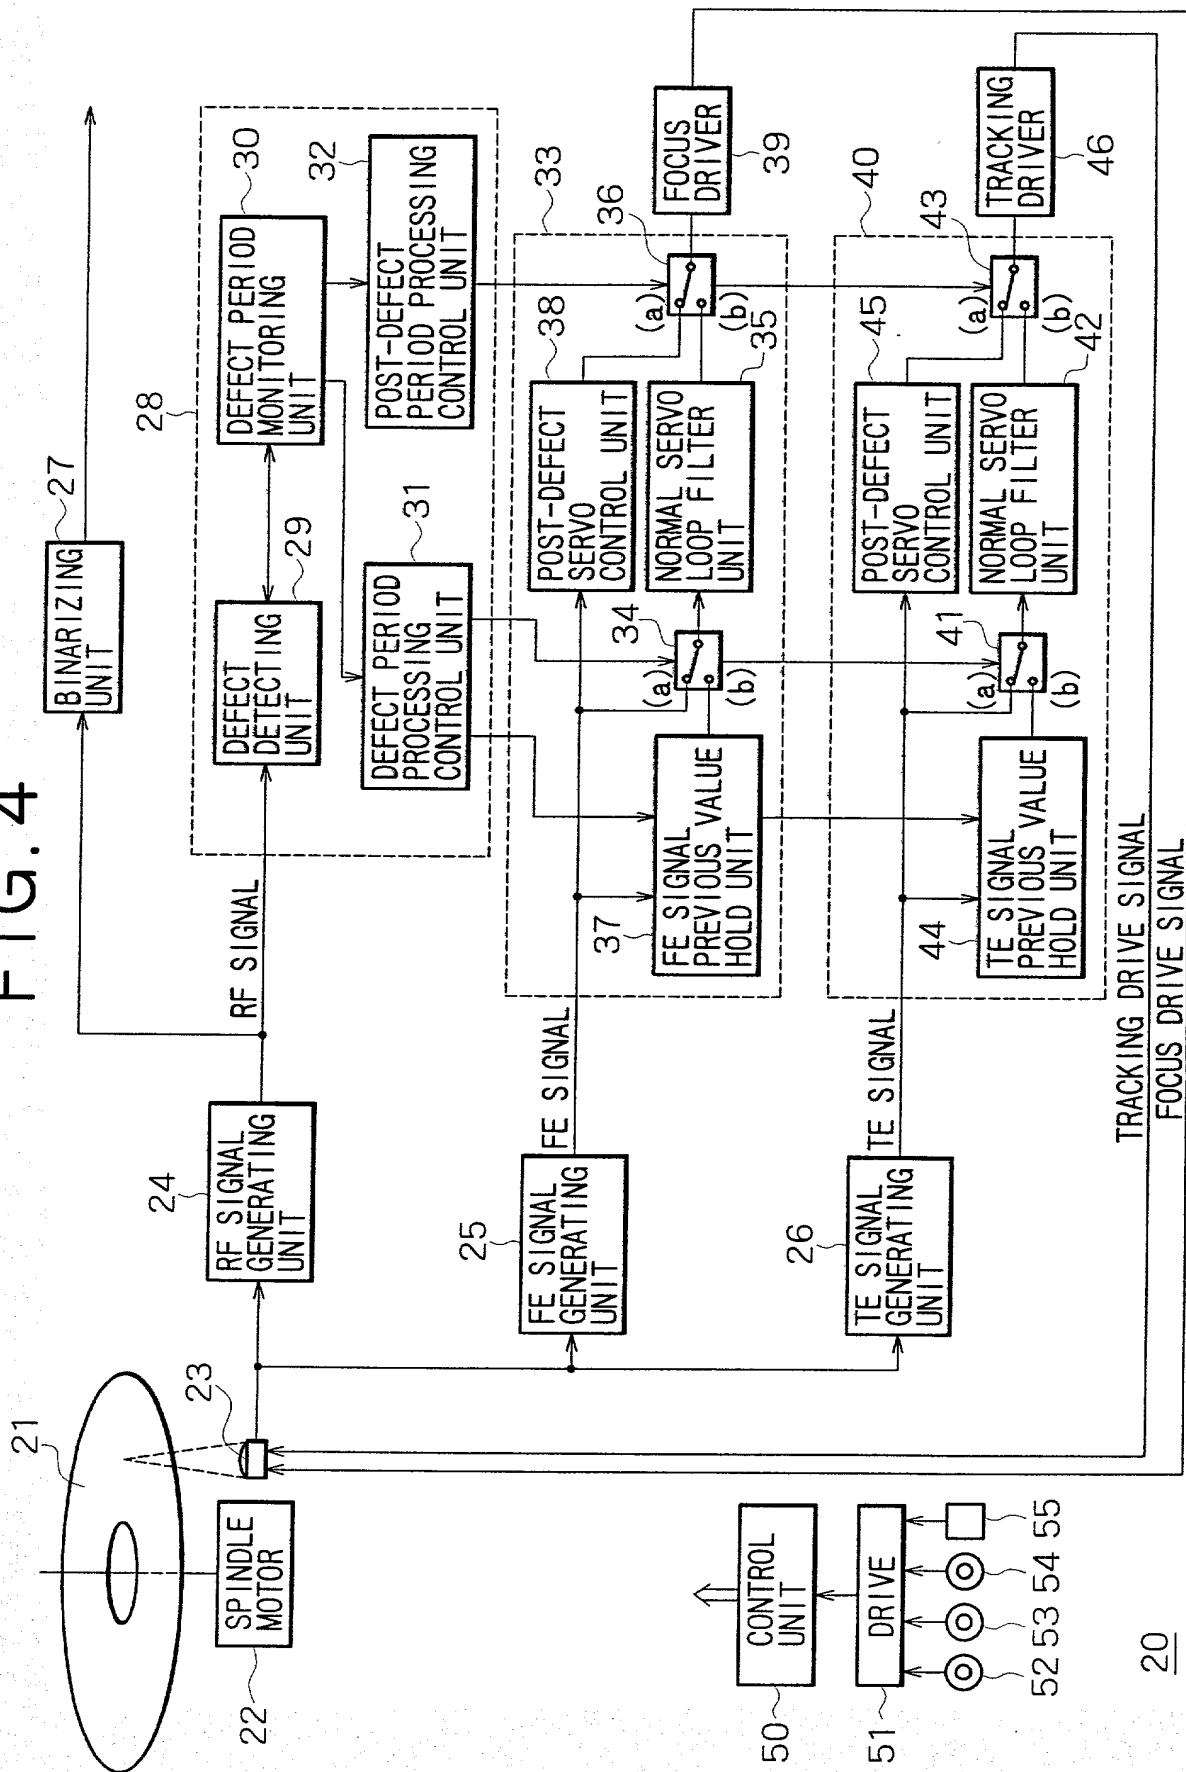 FIG. 4
21
23
SPINDLE
MOTOR
22
24
RF SIGNAL
GENERATING
UNIT
RF SIGNAL
BINARIZING
UNIT
27
28
DEFECT
DETECTING
UNIT
29
DEFECT PERIOD
MONITORING
UNIT
30
DEFECT PERIOD
PROCESSING
CONTROL UNIT
31
POST-DEFECT
PERIOD PROCESSING
CONTROL UNIT
32
25
FE SIGNAL
GENERATING
UNIT
FE SIGNAL
33
37
FE SIGNAL
PREVIOUS VALUE
HOLD UNIT
34
(a)
(b)
POST-DEFECT
SERVO
CONTROL UNIT
38
NORMAL SERVO
LOOP FILTER
UNIT
35
36
(a)
(b)
FOCUS
DRIVER
39
26
TE SIGNAL
GENERATING
UNIT
TE SIGNAL
40
44
TE SIGNAL
PREVIOUS VALUE
HOLD UNIT
41
(a)
(b)
POST-DEFECT
SERVO
CONTROL UNIT
45
NORMAL SERVO
LOOP FILTER
UNIT
42
43
(a)
(b)
TRACKING
DRIVER
46
TRACKING DRIVE SIGNAL
FOCUS DRIVE SIGNAL
CONTROL
UNIT
50
DRIVE
51
52
53
54
55
20